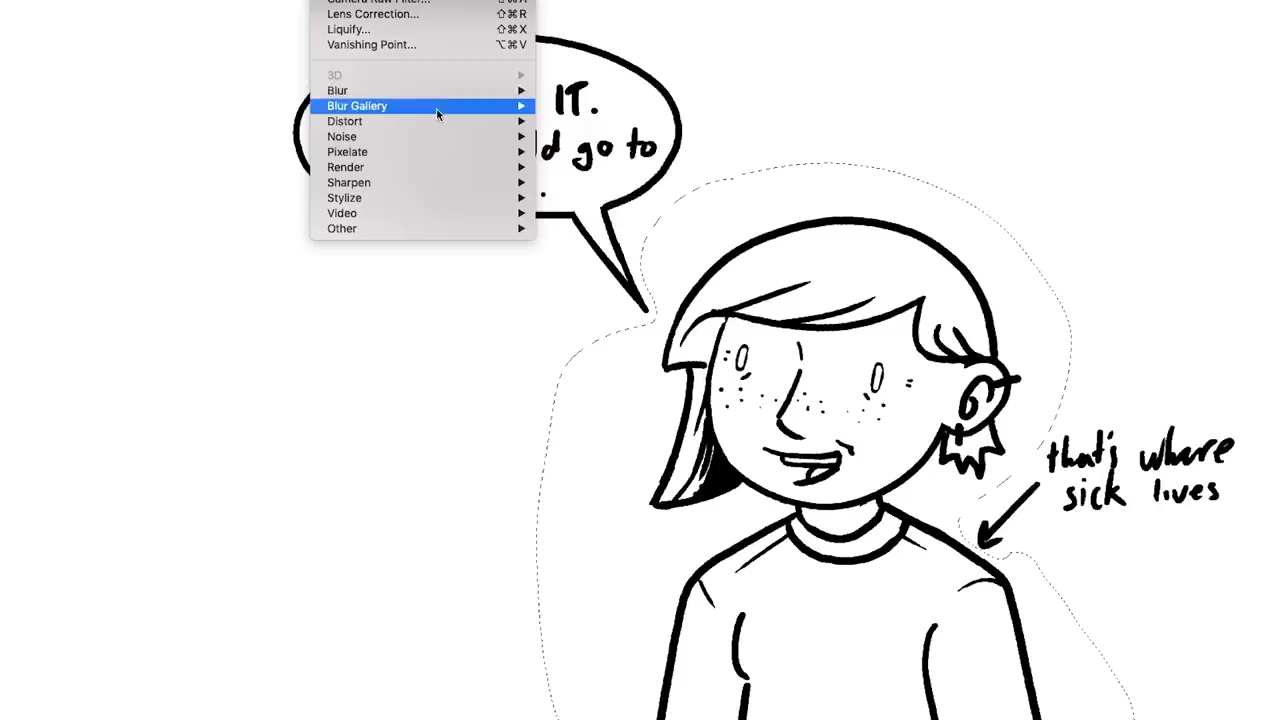 Lens Correction... ⇧⌘R
Liquify... ⇧⌘X
Vanishing Point... ⌥⌘V
3D
Blur
Blur Gallery
Distort
Noise
Pixelate
Render
Sharpen
Stylize
Video
Other
IT.
go to
that's where
sick lives